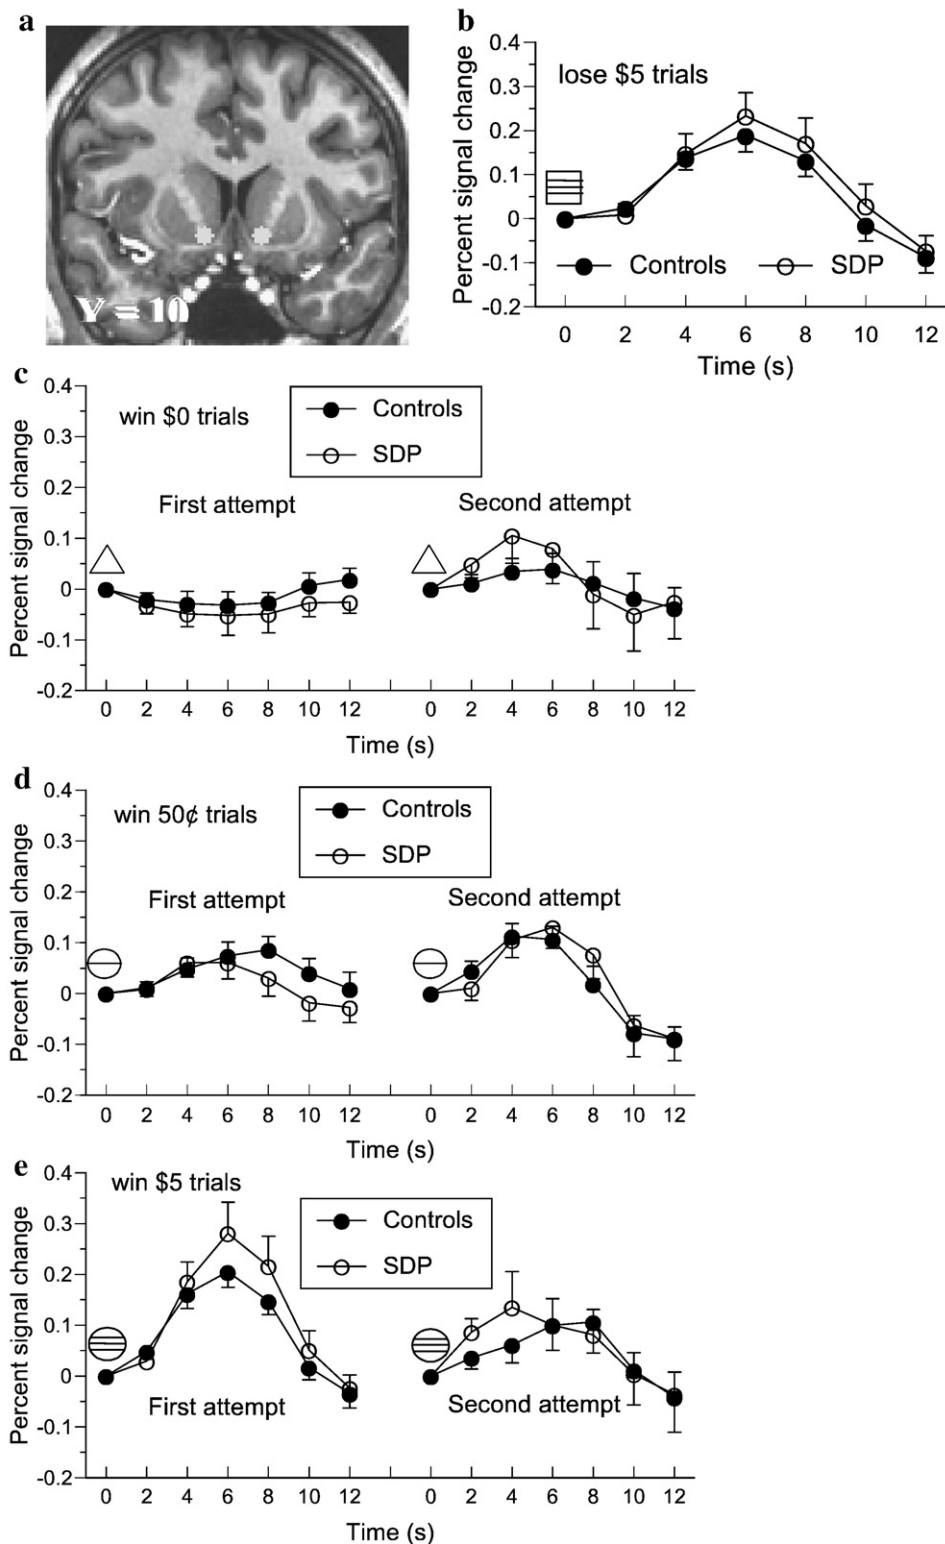 a
Y = 10
b
lose $5 trials
Percent signal change
0.4
0.3
0.2
0.1
0
-0.1
-0.2
Controls
SDP
0 2 4 6 8 10 12
Time (s)
c
win $0 trials
Controls
SDP
First attempt
Second attempt
Percent signal change
0.4
0.3
0.2
0.1
0
-0.1
-0.2
0 2 4 6 8 10 12 0 2 4 6 8 10 12
Time (s)
d
win 50¢ trials
Controls
SDP
First attempt
Second attempt
Percent signal change
0.4
0.3
0.2
0.1
0
-0.1
-0.2
0 2 4 6 8 10 12 0 2 4 6 8 10 12
Time (s)
e
win $5 trials
Controls
SDP
Percent signal change
0.4
0.3
0.2
0.1
0
-0.1
-0.2
First attempt
Second attempt
0 2 4 6 8 10 12 0 2 4 6 8 10 12
Time (s)